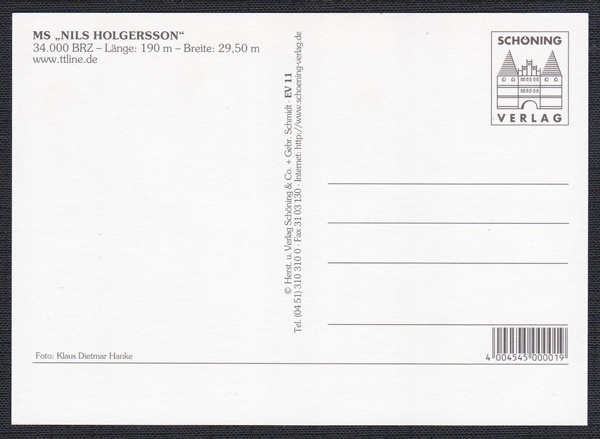 MS „NILS HOLGERSSON“
34.000 BRZ – Länge: 190 m – Breite: 29,50 m
www.ttline.de
Foto: Klaus Dietmar Hanke
© Herst. u. Verlag Schöning & Co. + Gebr. Schmidt · EV 11
Tel. (04 51) 310 310 0 · Fax 31 03 130 · Internet: http://www.schoening-verlag.de
SCHÖNING
VERLAG
4 004545 000019